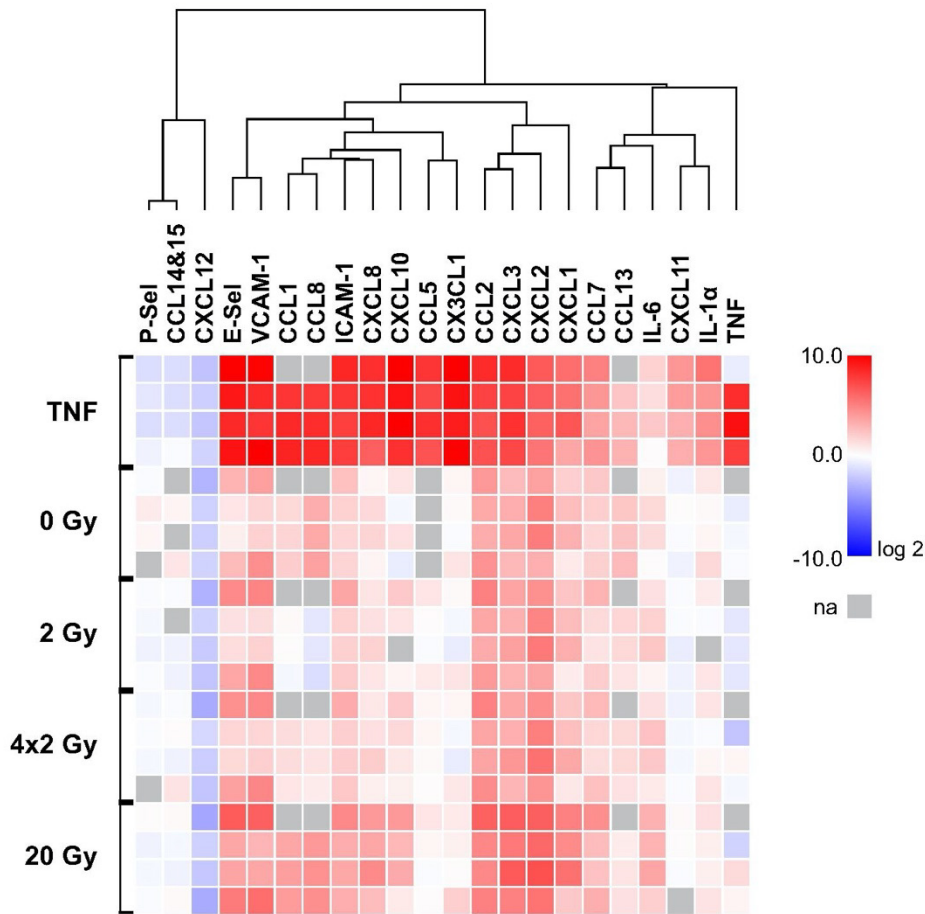 P-Sel
CCL14&15
CXCL12
E-Sel
VCAM-1
CCL1
CCL8
ICAM-1
CXCL8
CXCL10
CCL5
CX3CL1
CCL2
CXCL3
CXCL2
CXCL1
CCL7
CCL13
IL-6
CXCL11
IL-1α
TNF
TNF
0 Gy
2 Gy
4x2 Gy
20 Gy
10.0
0.0
-10.0 log 2
na